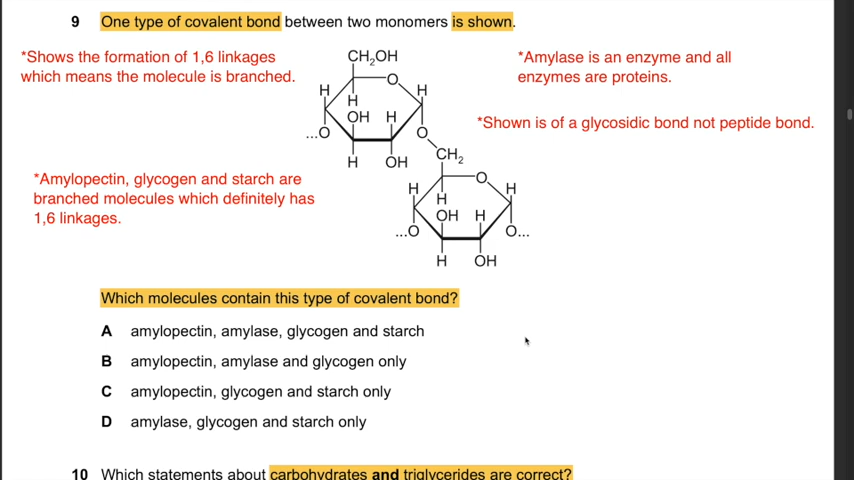 9 One type of covalent bond between two monomers is shown.
*Shows the formation of 1,6 linkages
which means the molecule is branched.
*Amylase is an enzyme and all
enzymes are proteins.
*Shown is of a glycosidic bond not peptide bond.
*Amylopectin, glycogen and starch are
branched molecules which definitely has
1,6 linkages.
CH₂OH
O
H
H
H
OH H
...O
O
H
OH
CH₂
O
H
H
H
OH H
...O
O...
H
OH
Which molecules contain this type of covalent bond?
A amylopectin, amylase, glycogen and starch
B amylopectin, amylase and glycogen only
C amylopectin, glycogen and starch only
D amylase, glycogen and starch only
10 Which statements about carbohydrates and triglycerides are correct?